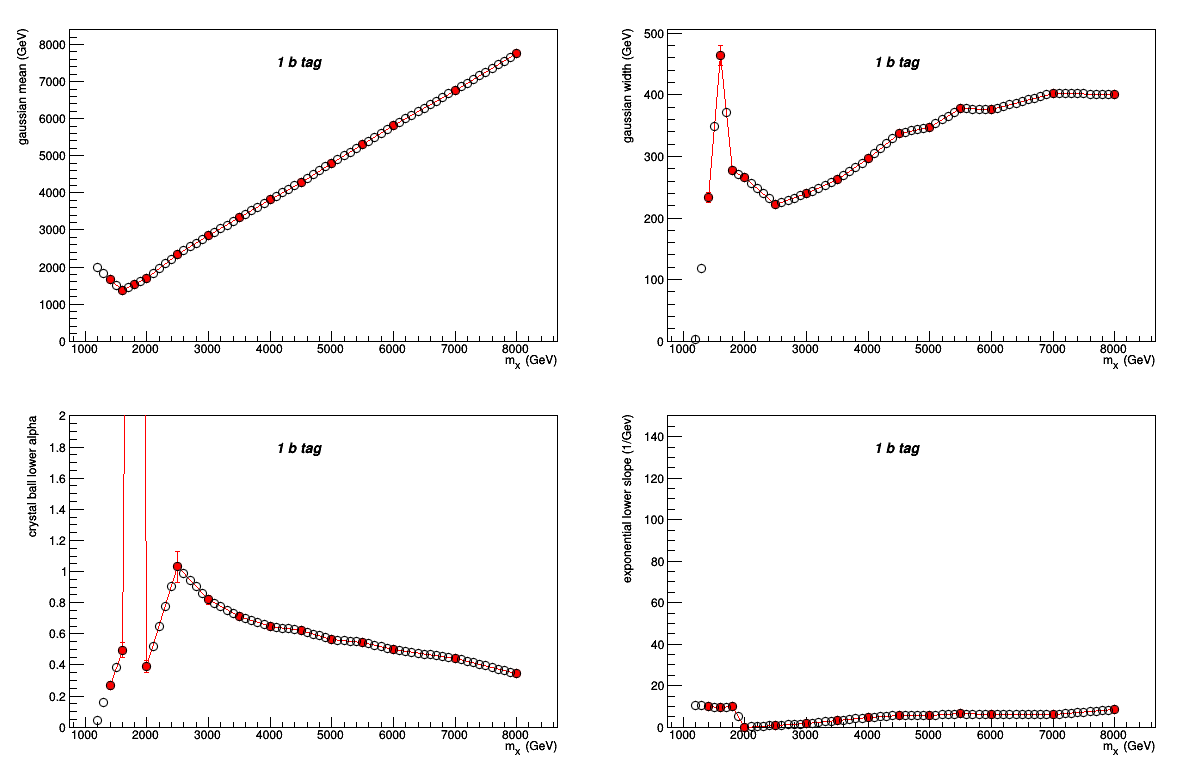 gaussian mean (GeV)
1 b tag
8000
7000
6000
5000
4000
3000
2000
1000
0
1000 2000 3000 4000 5000 6000 7000 8000
m_x (GeV)
gaussian width (GeV)
1 b tag
500
400
300
200
100
0
1000 2000 3000 4000 5000 6000 7000 8000
m_x (GeV)
crystal ball lower alpha
1 b tag
2
1.8
1.6
1.4
1.2
1
0.8
0.6
0.4
0.2
0
1000 2000 3000 4000 5000 6000 7000 8000
m_x (GeV)
exponential lower slope (1/Gev)
1 b tag
140
120
100
80
60
40
20
0
1000 2000 3000 4000 5000 6000 7000 8000
m_x (GeV)